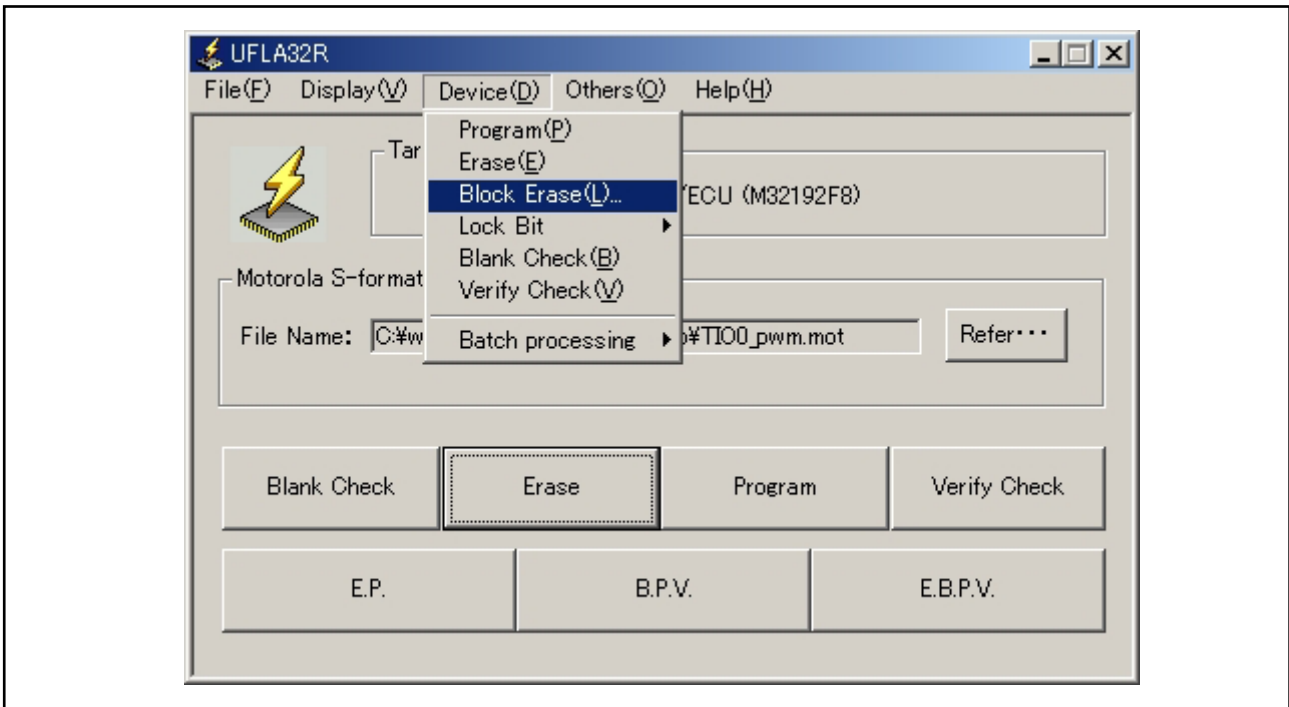 UFLA32R
File(F) Display(V) Device(D) Others(O) Help(H)
Program(P)
Erase(E)
Block Erase(L)...
Lock Bit
Blank Check(B)
Verify Check(V)
Batch processing
Tar
ECU (M32192F8)
Motorola S-format
File Name: C:¥w ¥TIO0_pwm.mot Refer・・・
Blank Check Erase Program Verify Check
E.P. B.P.V. E.B.P.V.